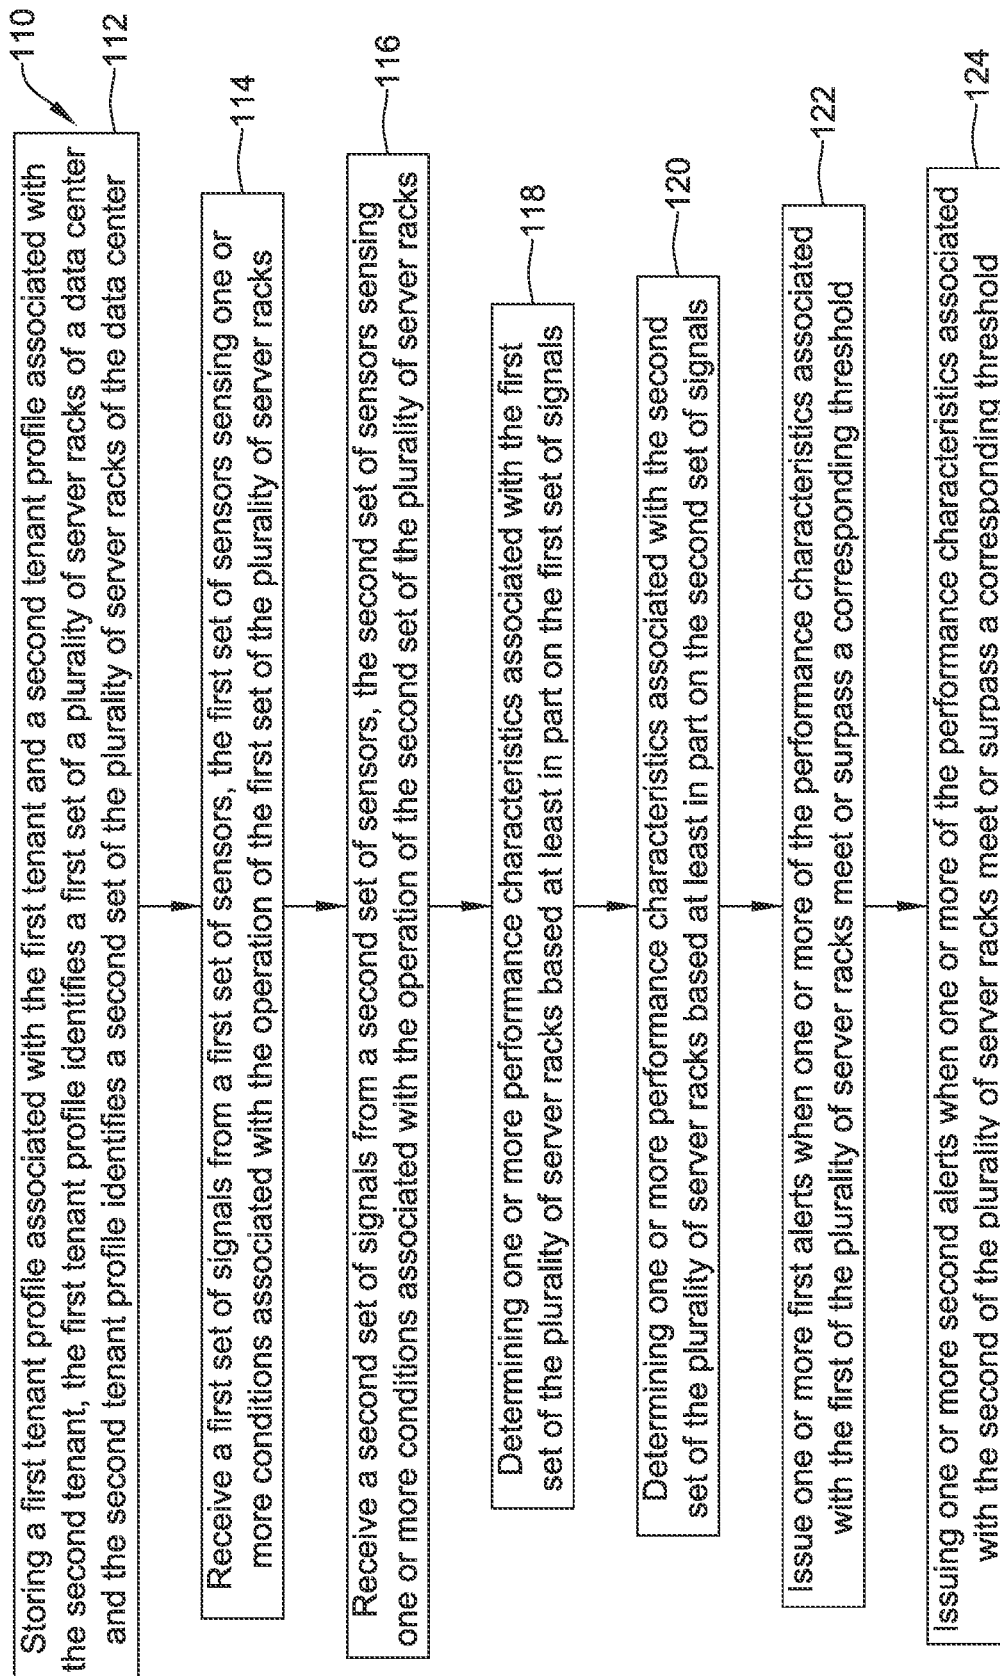 110
Storing a first tenant profile associated with the first tenant and a second tenant profile associated with
the second tenant, the first tenant profile identifies a first set of a plurality of server racks of a data center
and the second tenant profile identifies a second set of the plurality of server racks of the data center
112
Receive a first set of signals from a first set of sensors, the first set of sensors sensing one or
more conditions associated with the operation of the first set of the plurality of server racks
114
Receive a second set of signals from a second set of sensors, the second set of sensors sensing
one or more conditions associated with the operation of the second set of the plurality of server racks
116
Determining one or more performance characteristics associated with the first
set of the plurality of server racks based at least in part on the first set of signals
118
Determining one or more performance characteristics associated with the second
set of the plurality of server racks based at least in part on the second set of signals
120
Issue one or more first alerts when one or more of the performance characteristics associated
with the first of the plurality of server racks meet or surpass a corresponding threshold
122
Issuing one or more second alerts when one or more of the performance characteristics associated
with the second of the plurality of server racks meet or surpass a corresponding threshold
124